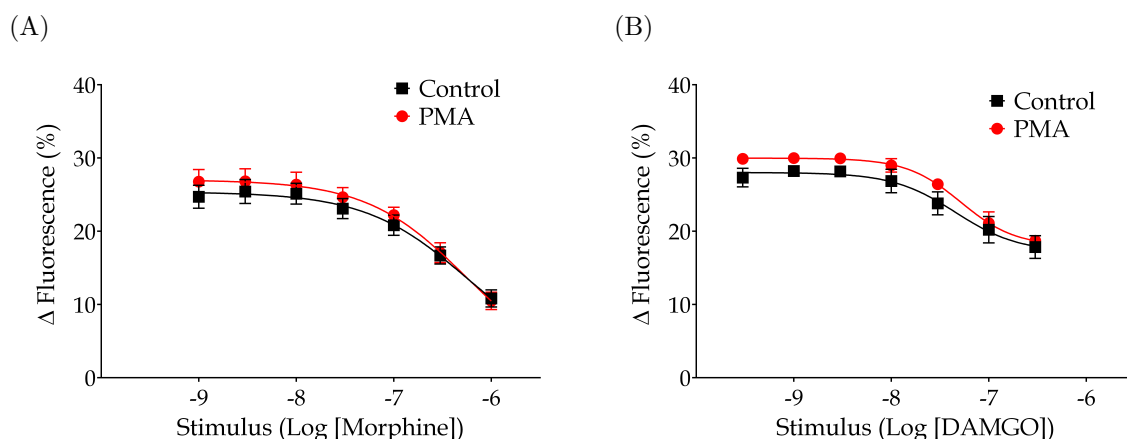 (A)
Δ Fluorescence (%)
40
30
20
10
0
-9
-8
-7
-6
Stimulus (Log [Morphine])
Control
PMA
(B)
Δ Fluorescence (%)
40
30
20
10
0
-9
-8
-7
-6
Stimulus (Log [DAMGO])
Control
PMA